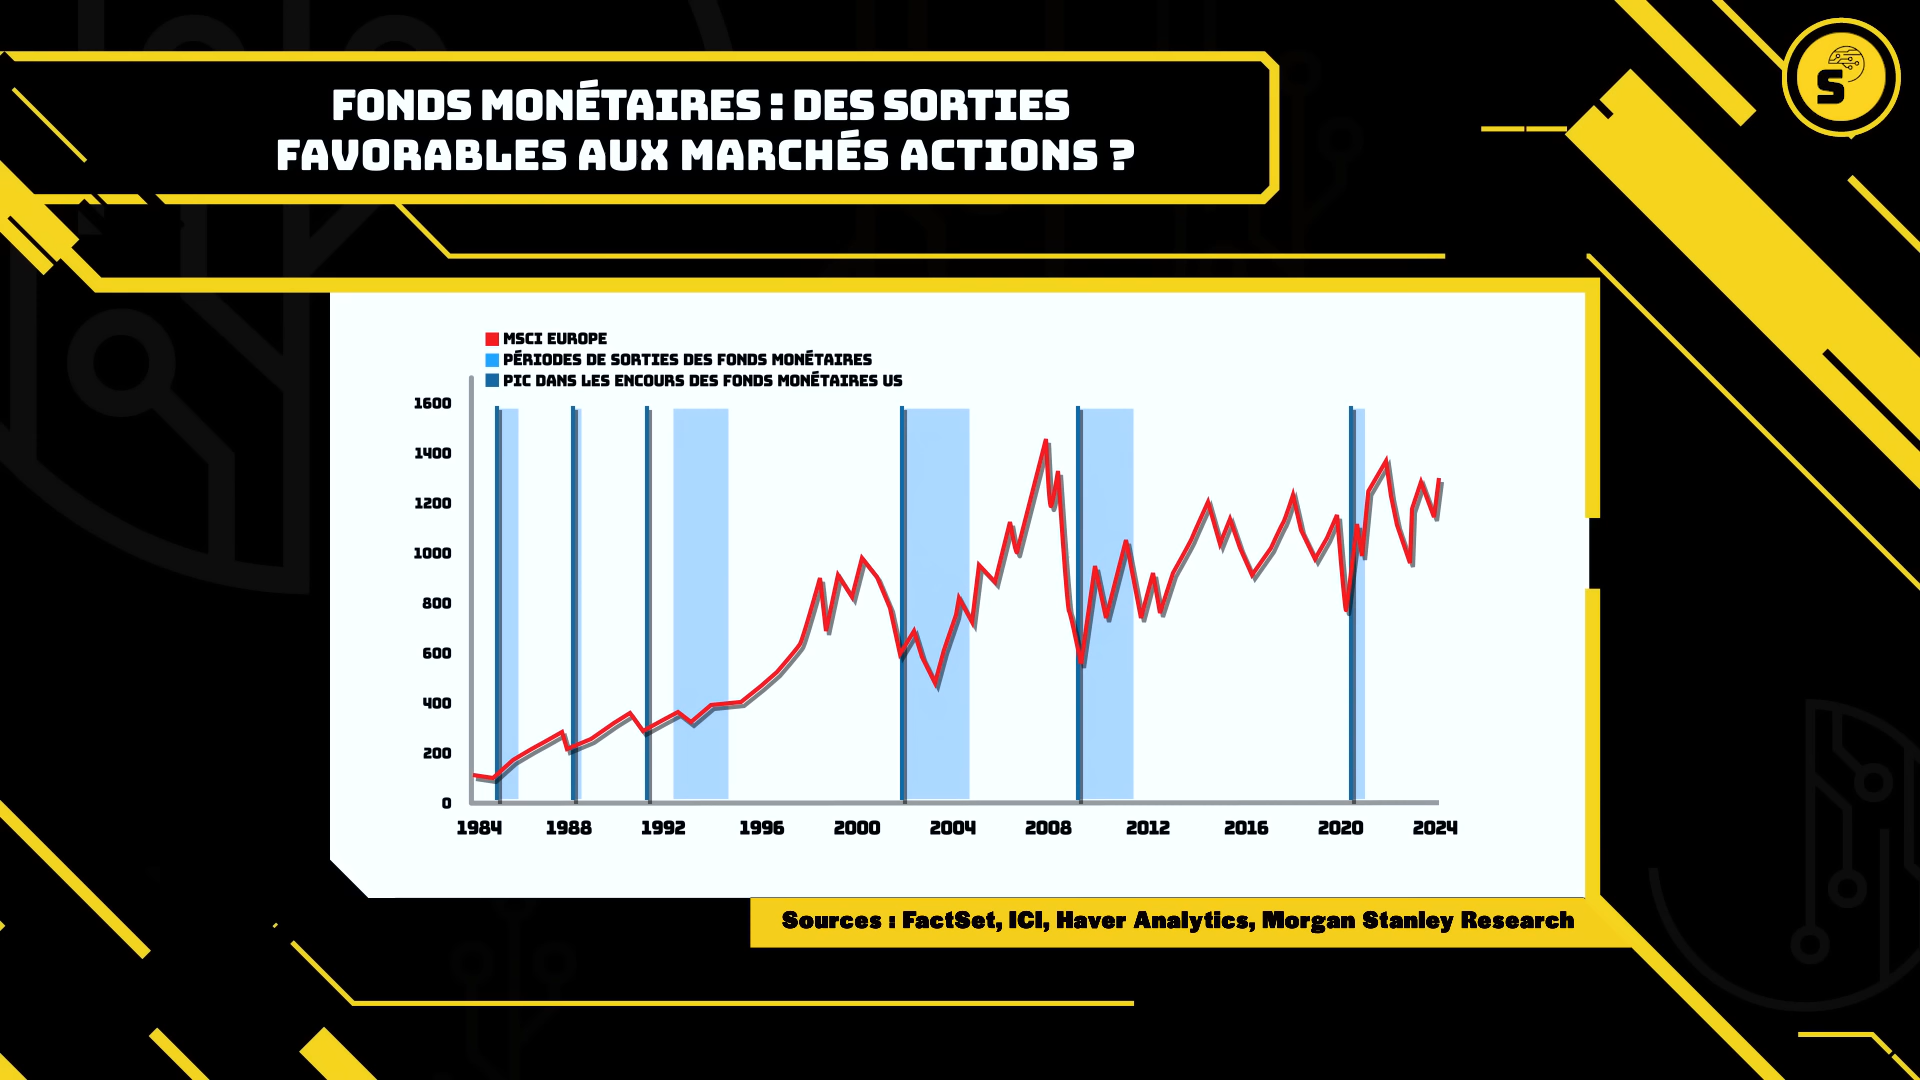 FONDS MONÉTAIRES : DES SORTIES
FAVORABLES AUX MARCHÉS ACTIONS ?
S
MSCI EUROPE
PÉRIODES DE SORTIES DES FONDS MONÉTAIRES
PIC DANS LES ENCOURS DES FONDS MONÉTAIRES US
1600
1400
1200
1000
800
600
400
200
0
1984 1988 1992 1996 2000 2004 2008 2012 2016 2020 2024
Sources : FactSet, ICI, Haver Analytics, Morgan Stanley Research